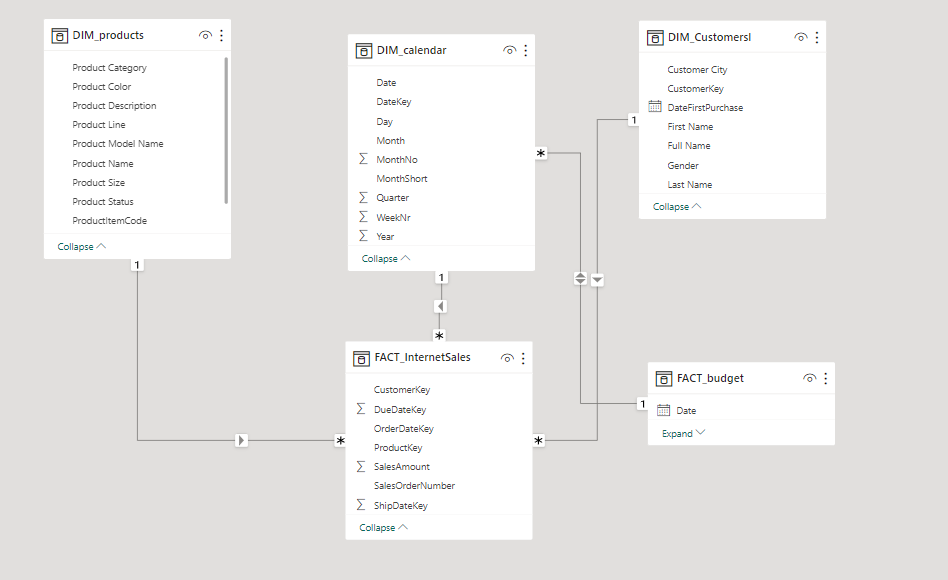 DIM_products
Product Category
Product Color
Product Description
Product Line
Product Model Name
Product Name
Product Size
Product Status
ProductItemCode
Collapse
1
DIM_calendar
Date
DateKey
Day
Month
Σ MonthNo
MonthShort
Σ Quarter
Σ WeekNr
Σ Year
Collapse
1
*
*
DIM_CustomersI
Customer City
CustomerKey
DateFirstPurchase
First Name
Full Name
Gender
Last Name
Collapse
1
FACT_InternetSales
CustomerKey
Σ DueDateKey
OrderDateKey
ProductKey
Σ SalesAmount
SalesOrderNumber
Σ ShipDateKey
Collapse
*
*
FACT_budget
Date
Expand
1